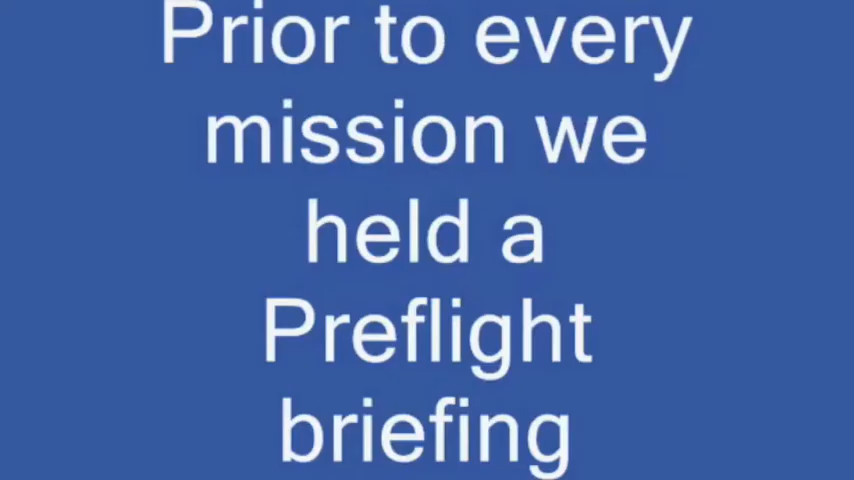 Prior to every
mission we
held a
Preflight
briefing